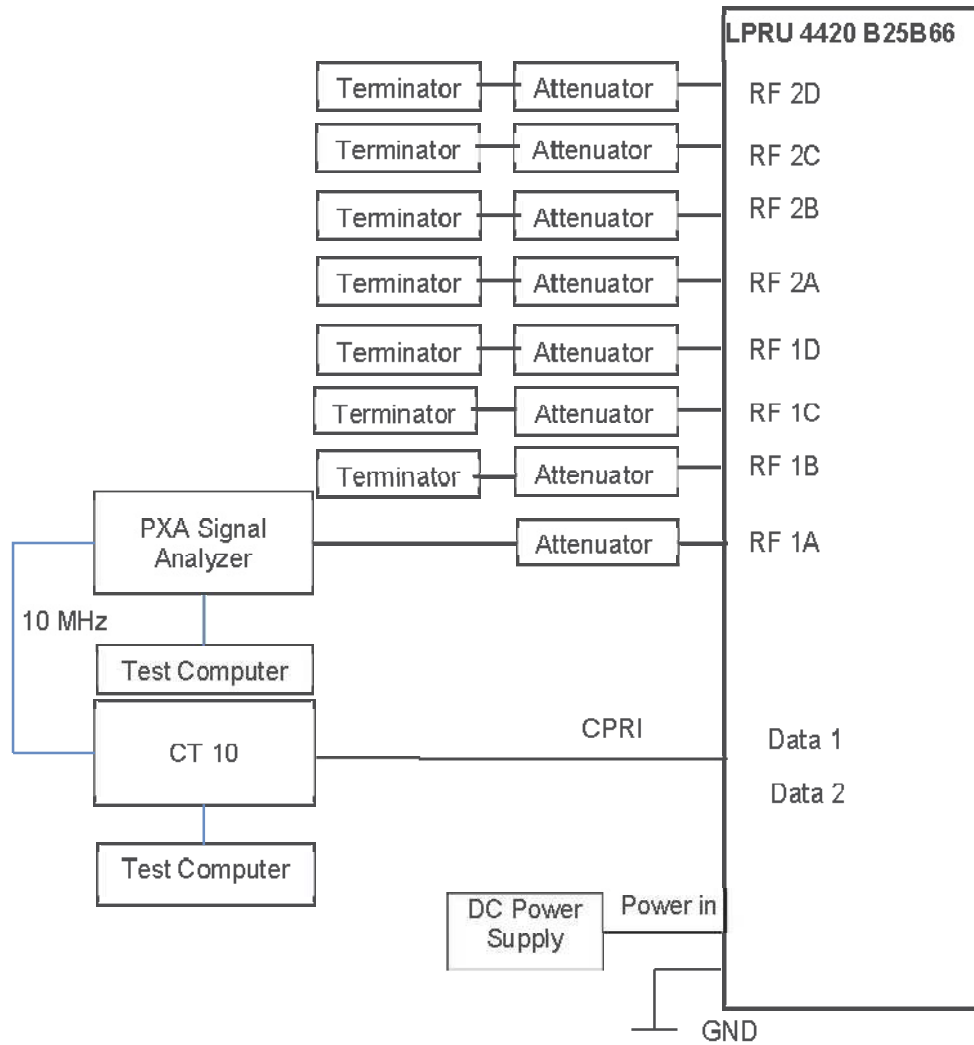 LPRU 4420 B25B66
Terminator Attenuator RF 2D
Terminator Attenuator RF 2C
Terminator Attenuator RF 2B
Terminator Attenuator RF 2A
Terminator Attenuator RF 1D
Terminator Attenuator RF 1C
Terminator Attenuator RF 1B
PXA Signal
Analyzer
Attenuator RF 1A
10 MHz
Test Computer
CT 10
CPRI
Data 1
Data 2
Test Computer
DC Power
Supply
Power in
GND